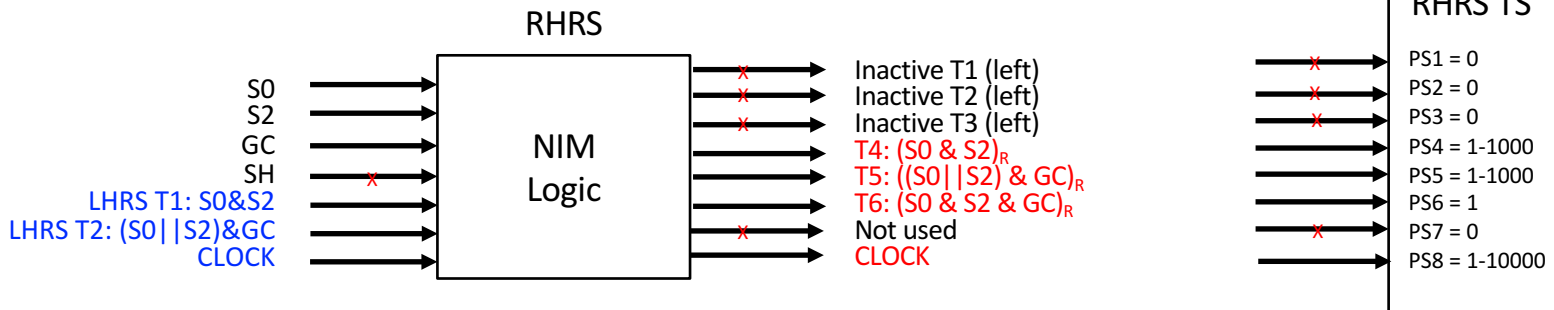 RHRS
RHRS TS
S0
S2
GC
SH
LHRS T1: S0&S2
LHRS T2: (S0||S2)&GC
CLOCK
NIM
Logic
Inactive T1 (left)
Inactive T2 (left)
Inactive T3 (left)
T4: (S0 & S2)R
T5: ((S0||S2) & GC)R
T6: (S0 & S2 & GC)R
Not used
CLOCK
PS1 = 0
PS2 = 0
PS3 = 0
PS4 = 1-1000
PS5 = 1-1000
PS6 = 1
PS7 = 0
PS8 = 1-10000